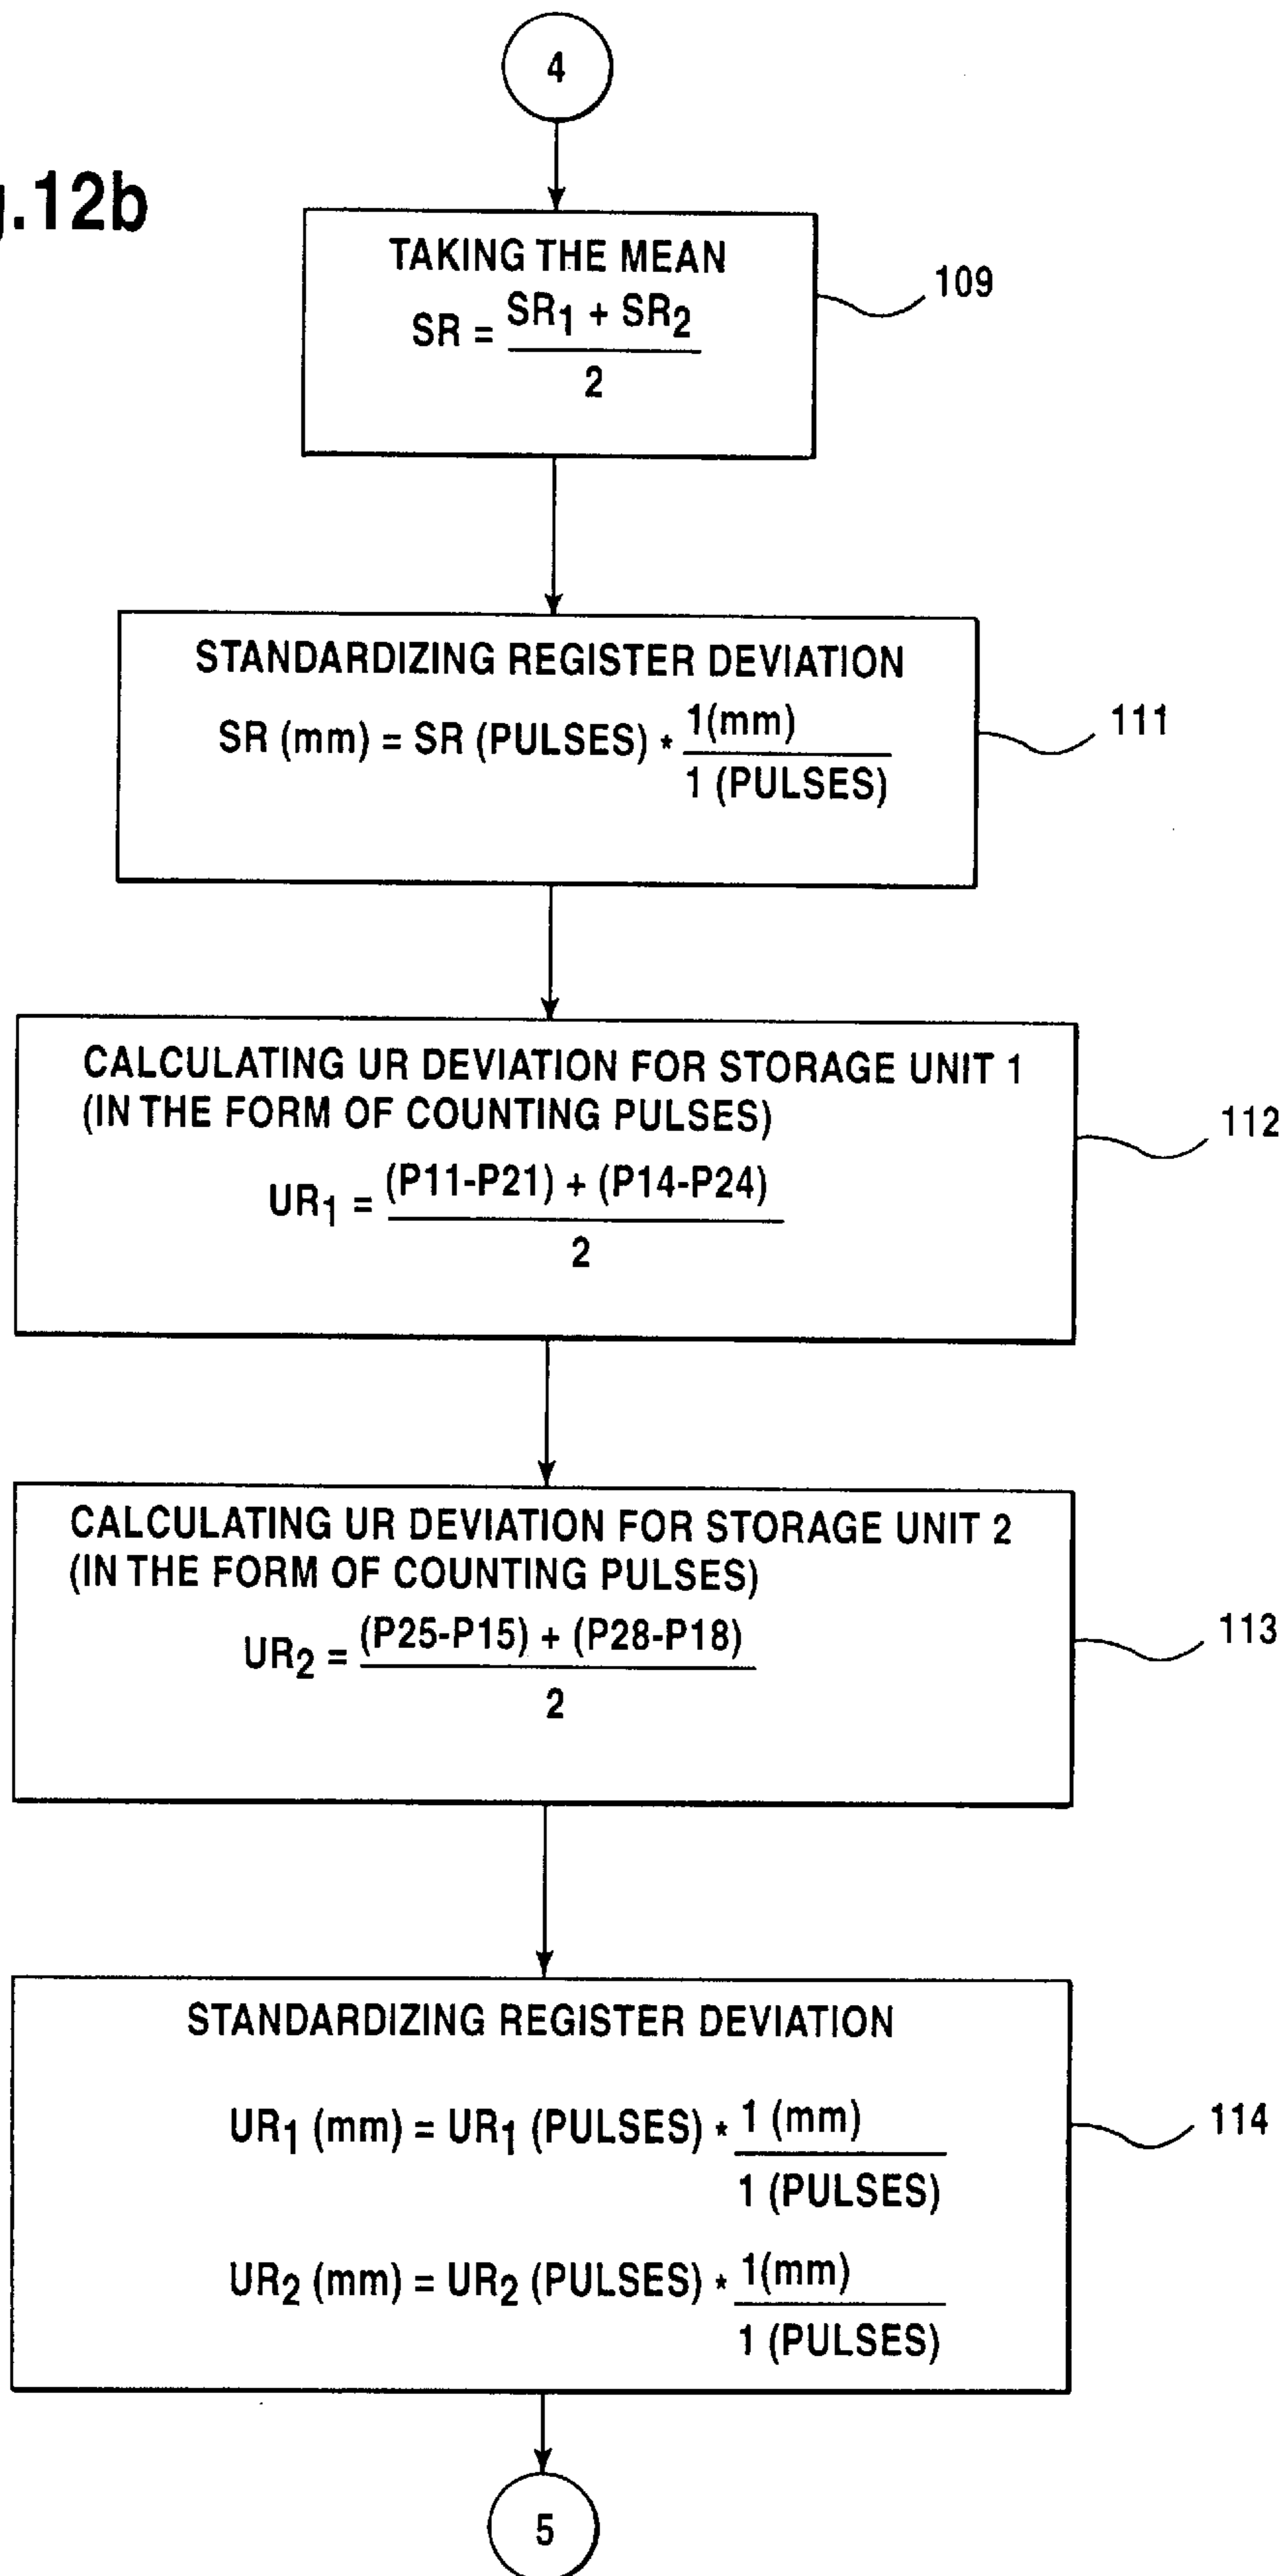 4
g.12b
TAKING THE MEAN
SR = SR1 + SR2
2
109
STANDARDIZING REGISTER DEVIATION
SR (mm) = SR (PULSES) * 1(mm)
1 (PULSES)
111
CALCULATING UR DEVIATION FOR STORAGE UNIT 1
(IN THE FORM OF COUNTING PULSES)
UR1 = (P11-P21) + (P14-P24)
2
112
CALCULATING UR DEVIATION FOR STORAGE UNIT 2
(IN THE FORM OF COUNTING PULSES)
UR2 = (P25-P15) + (P28-P18)
2
113
STANDARDIZING REGISTER DEVIATION
UR1 (mm) = UR1 (PULSES) * 1 (mm)
1 (PULSES)
UR2 (mm) = UR2 (PULSES) * 1(mm)
1 (PULSES)
114
5